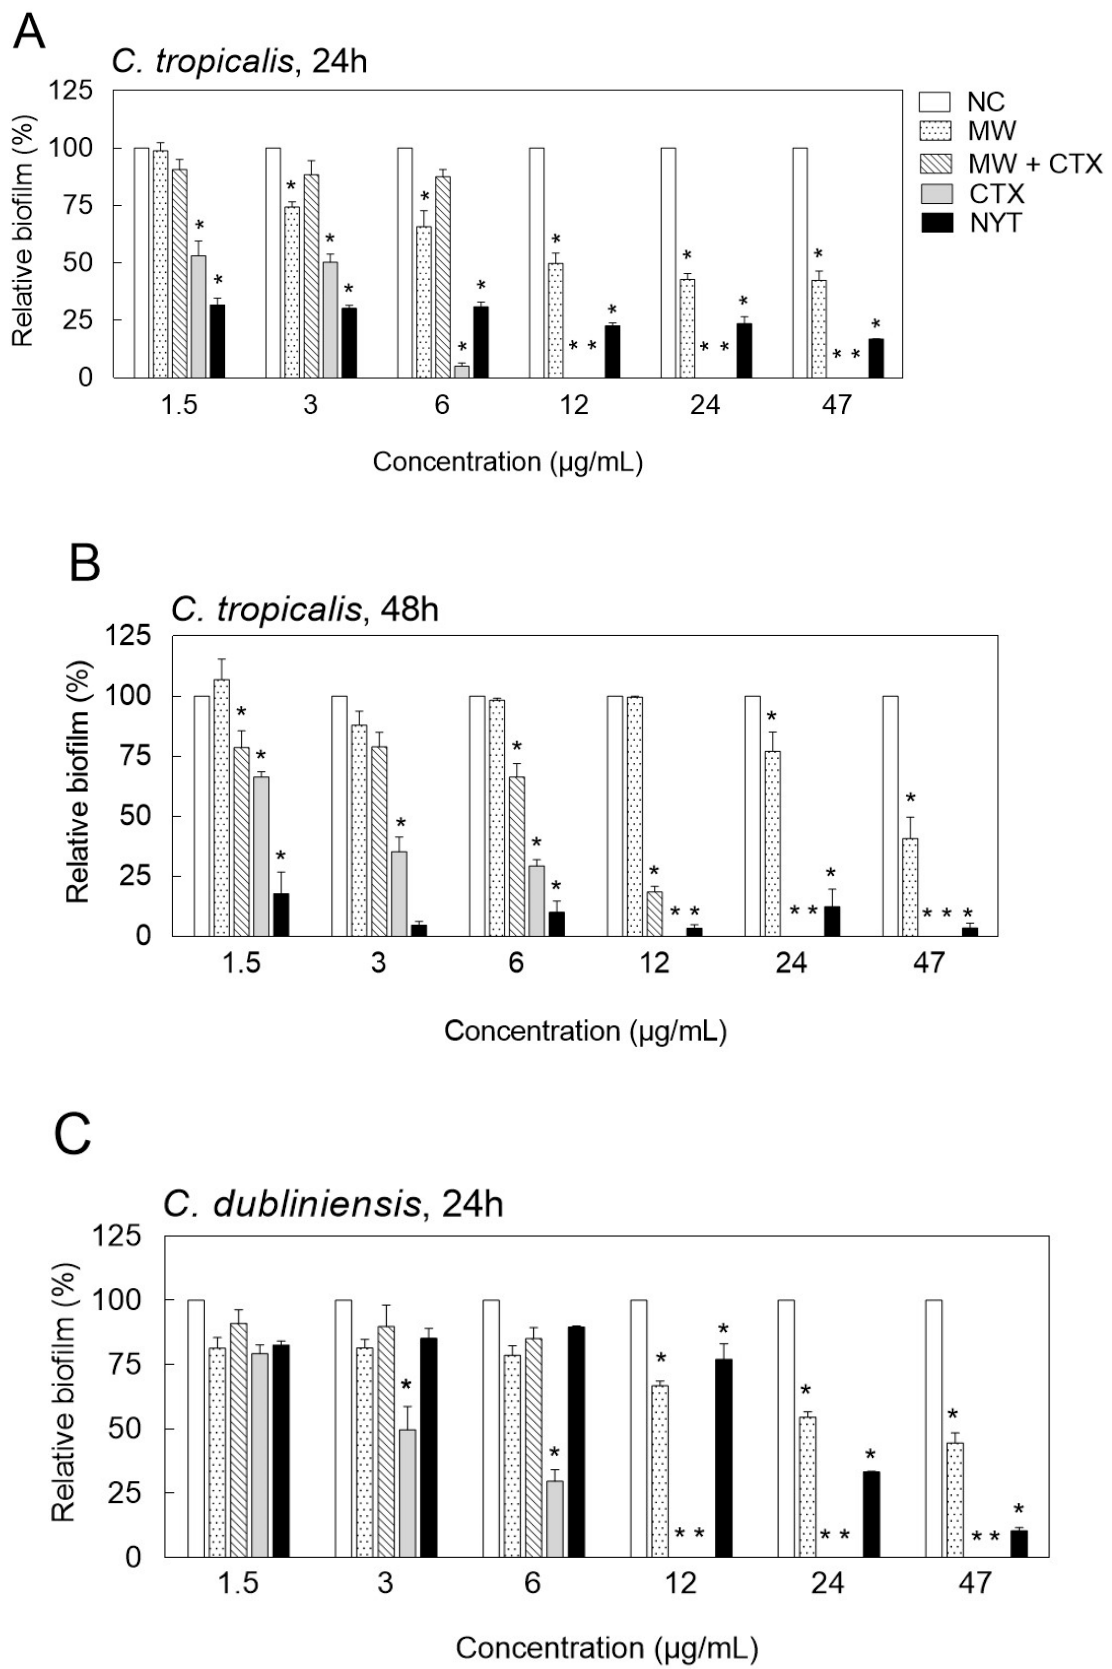 A
C. tropicalis, 24h
Relative biofilm (%)
125
100
75
50
25
0
* * * * * * * * * * * * * * * * * * * *
1.5 3 6 12 24 47
Concentration (µg/mL)
NC
MW
MW + CTX
CTX
NYT
B
C. tropicalis, 48h
Relative biofilm (%)
125
100
75
50
25
0
* * * * * * * * * * * * * * * * * *
1.5 3 6 12 24 47
Concentration (µg/mL)
C
C. dubliniensis, 24h
Relative biofilm (%)
125
100
75
50
25
0
* * * * * * * * * * * * * *
1.5 3 6 12 24 47
Concentration (µg/mL)